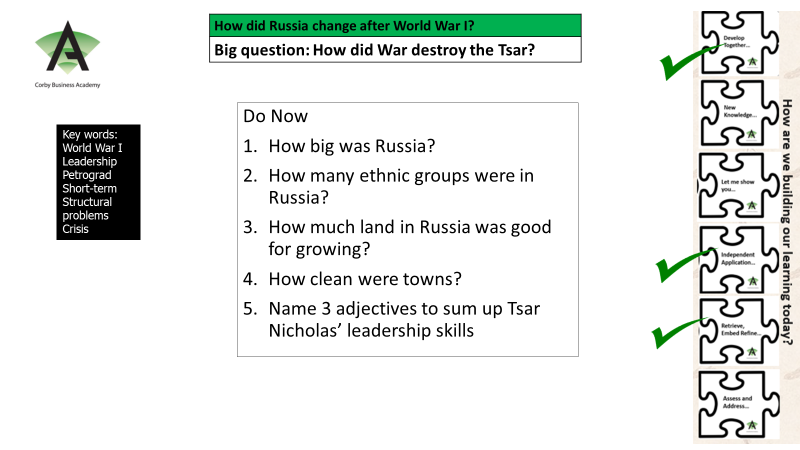 How did Russia change after World War I?
Big question: How did War destroy the Tsar?
Corby Business Academy
Key words:
World War I
Leadership
Petrograd
Short-term
Structural
problems
Crisis
Do Now
1. How big was Russia?
2. How many ethnic groups were in
Russia?
3. How much land in Russia was good
for growing?
4. How clean were towns?
5. Name 3 adjectives to sum up Tsar
Nicholas’ leadership skills
Develop
Together...
New
Knowledge...
Let me show
you...
Independent
Application...
Retrieve,
Embed Refine...
Assess and
Address...
How are we building our learning today?